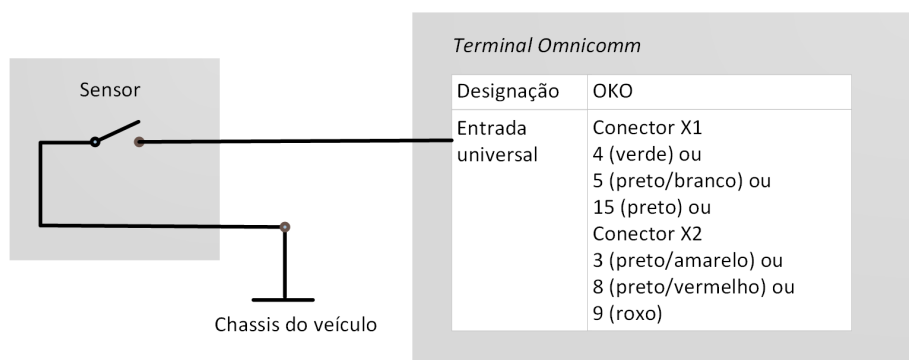 Terminal Omnicomm
Sensor
Designação OKO
Entrada universal
Conector X1
4 (verde) ou
5 (preto/branco) ou
15 (preto) ou
Conector X2
3 (preto/amarelo) ou
8 (preto/vermelho) ou
9 (roxo)
Chassis do veículo